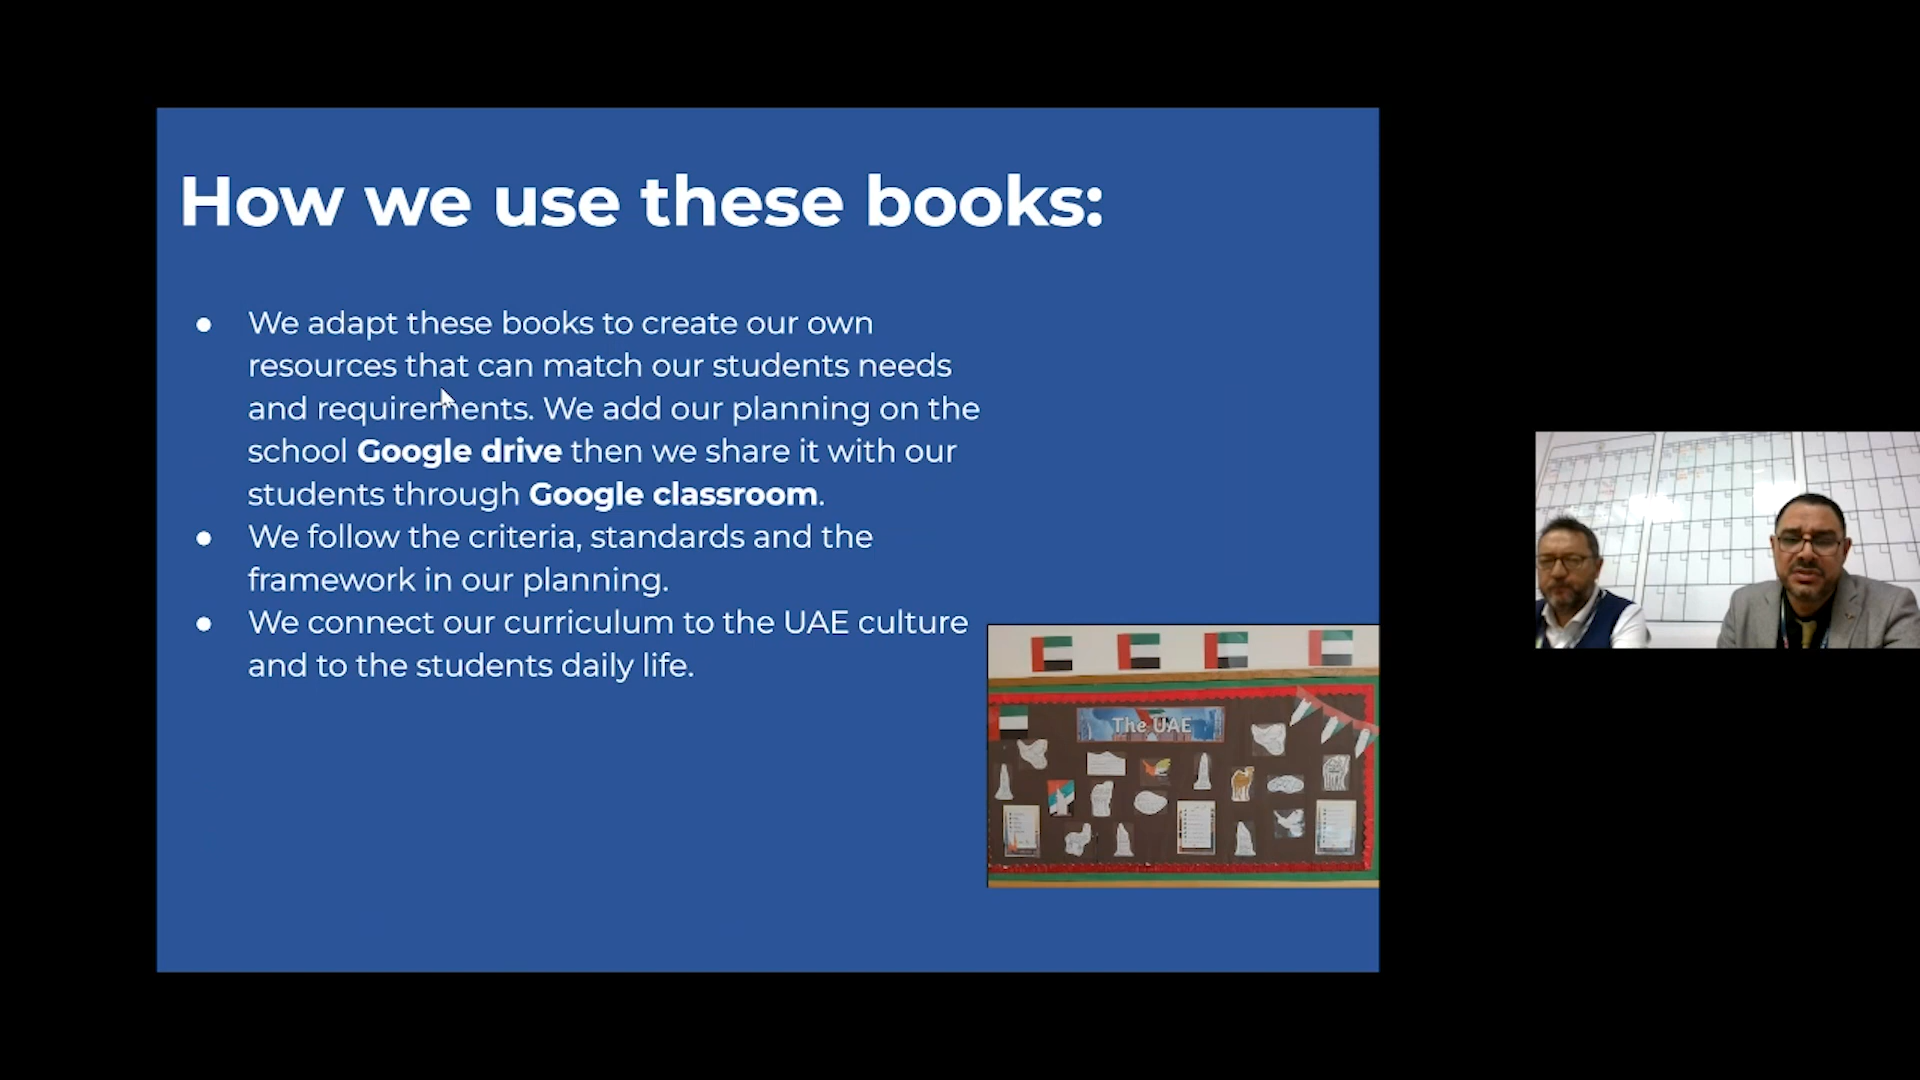 How we use these books:
● We adapt these books to create our own
resources that can match our students needs
and requirements. We add our planning on the
school Google drive then we share it with our
students through Google classroom.
● We follow the criteria, standards and the
framework in our planning.
● We connect our curriculum to the UAE culture
and to the students daily life.
The UAE